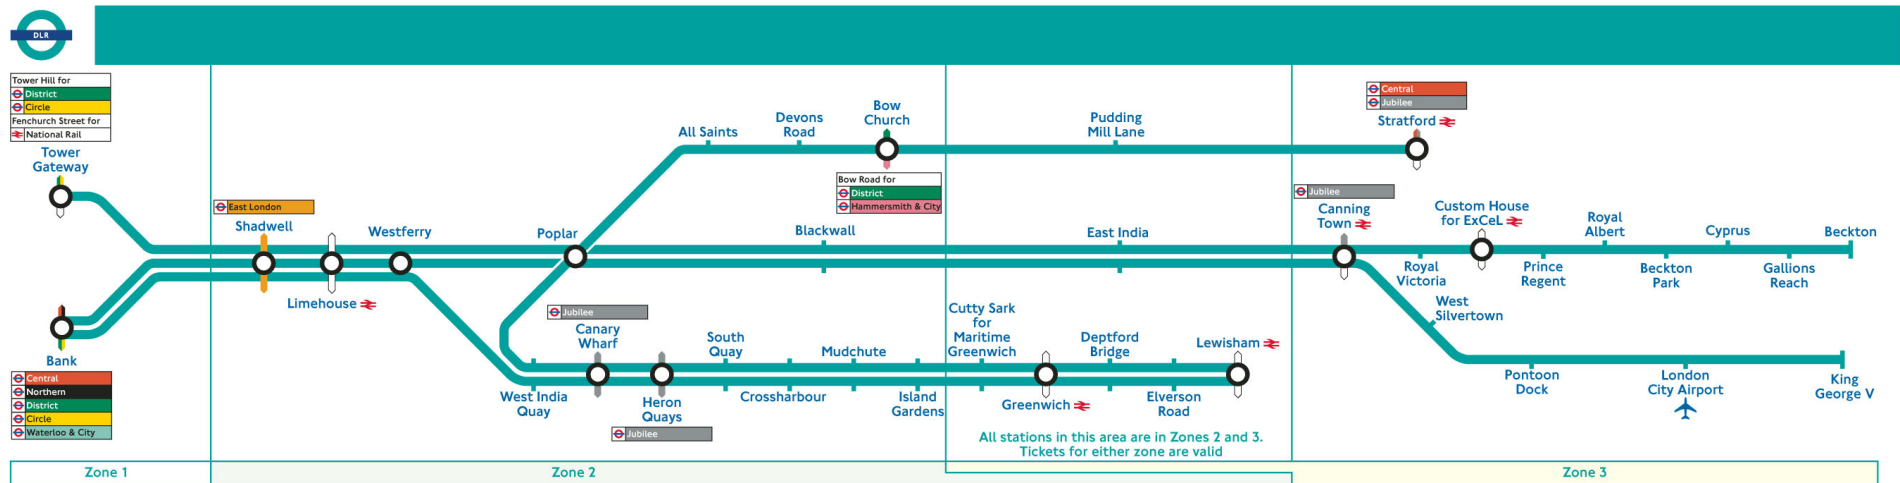 DLR
Tower Hill for
District
Circle
Fenchurch Street for
National Rail
Tower
Gateway
Bank
Central
Northern
District
Circle
Waterloo & City
East London
Shadwell
Limehouse
Westferry
Poplar
All Saints
Devons
Road
Bow
Church
Bow Road for
District
Hammersmith & City
Pudding
Mill Lane
Central
Jubilee
Stratford
Blackwall
East India
Jubilee
Canning
Town
Custom House
for ExCeL
Royal
Albert
Cyprus
Beckton
Royal
Victoria
Prince
Regent
Beckton
Park
Gallions
Reach
West
Silvertown
Pontoon
Dock
London
City Airport
King
George V
Jubilee
Canary
Wharf
West India
Quay
Heron
Quays
Jubilee
South
Quay
Crossharbour
Mudchute
Island
Gardens
Cutty Sark
for
Maritime
Greenwich
Greenwich
Deptford
Bridge
Elverson
Road
Lewisham
All stations in this area are in Zones 2 and 3.
Tickets for either zone are valid
Zone 1
Zone 2
Zone 3